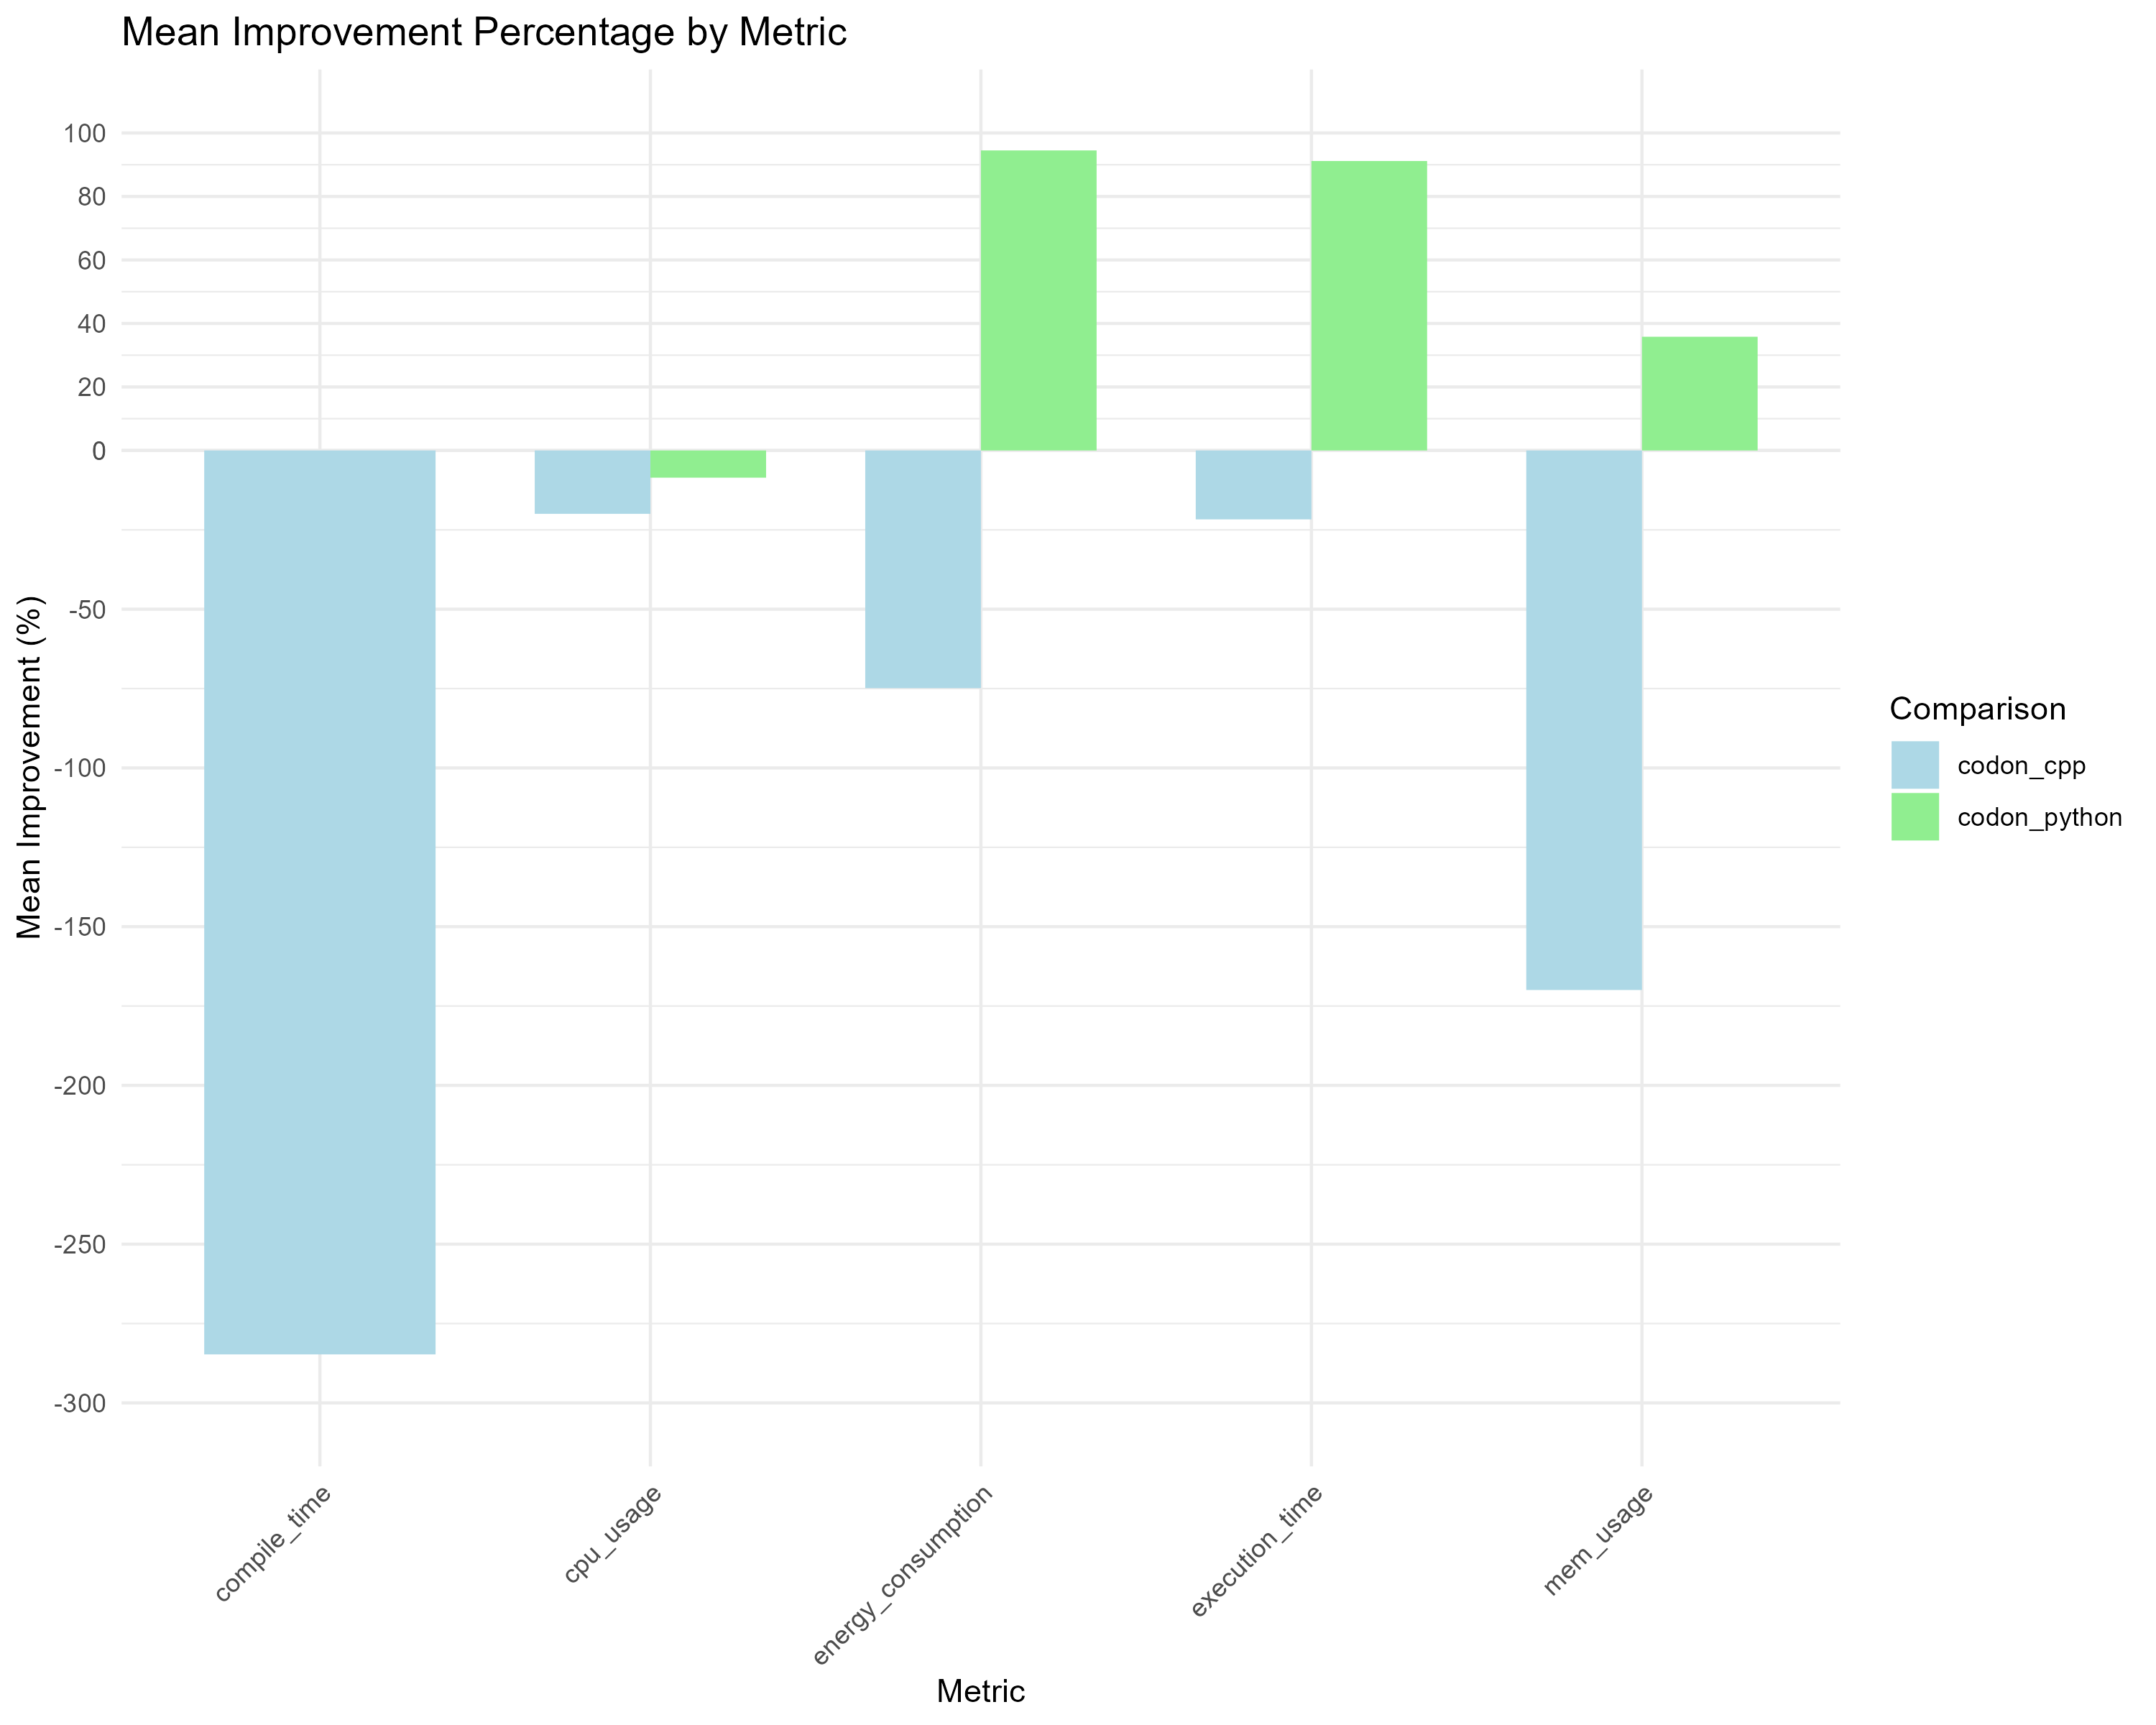 Mean Improvement Percentage by Metric
100
80
60
40
20
0
-50
-100
-150
-200
-250
-300
Mean Improvement (%)
compile_time
cpu_usage
energy_consumption
execution_time
mem_usage
Metric
Comparison
codon_cpp
codon_python